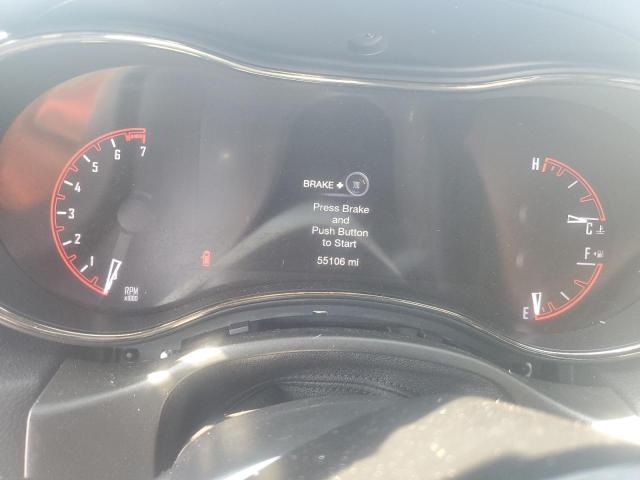 7
6
5
4
3
2
1
RPM
x1000
BRAKE +
Press Brake
and
Push Button
to Start
55106 mi
H
C
F
E